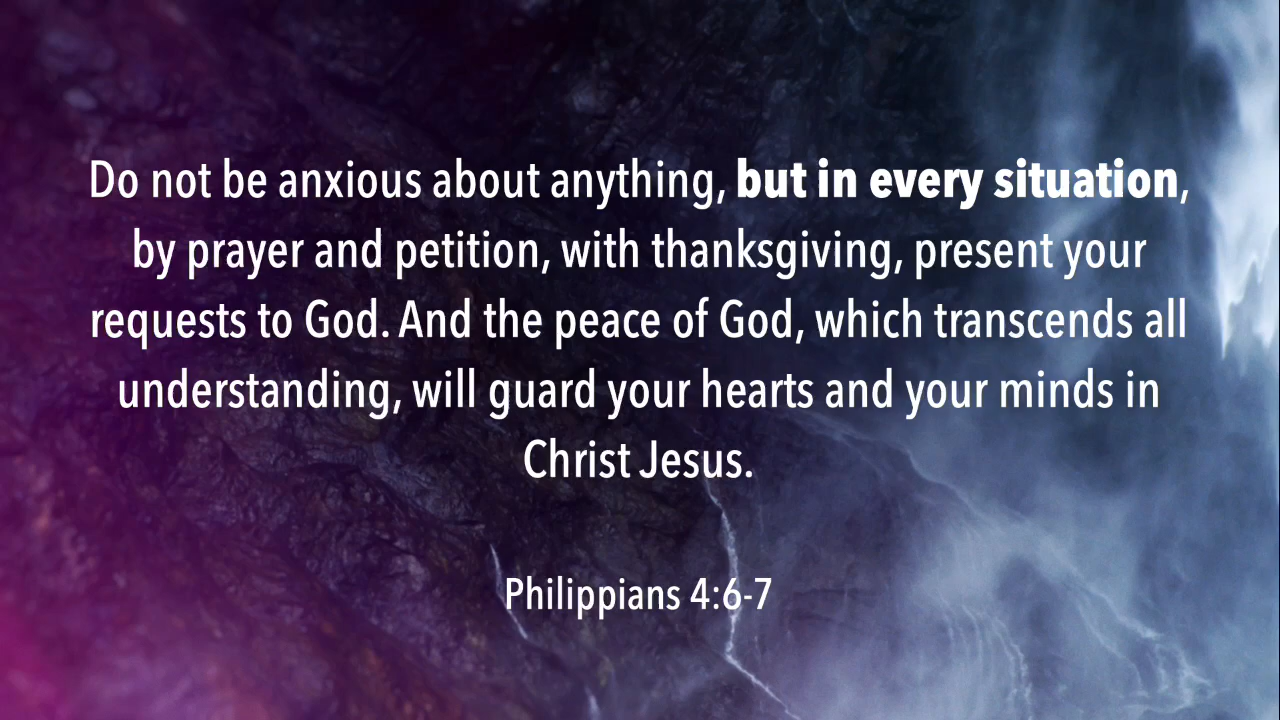 Do not be anxious about anything, but in every situation,
by prayer and petition, with thanksgiving, present your
requests to God. And the peace of God, which transcends all
understanding, will guard your hearts and your minds in
Christ Jesus.
Philippians 4:6-7